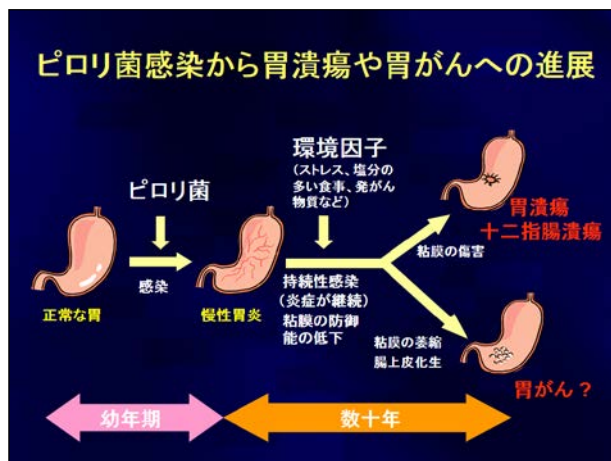 ピロリ菌感染から胃潰瘍や胃がんへの進展
ピロリ菌
感染
正常な胃
慢性胃炎
環境因子
(ストレス、塩分の
多い食事、発がん
物質など)
持続性感染
(炎症が継続)
粘膜の防御
能の低下
粘膜の傷害
胃潰瘍
十二指腸潰瘍
粘膜の萎縮
腸上皮化生
胃がん？
幼年期
数十年